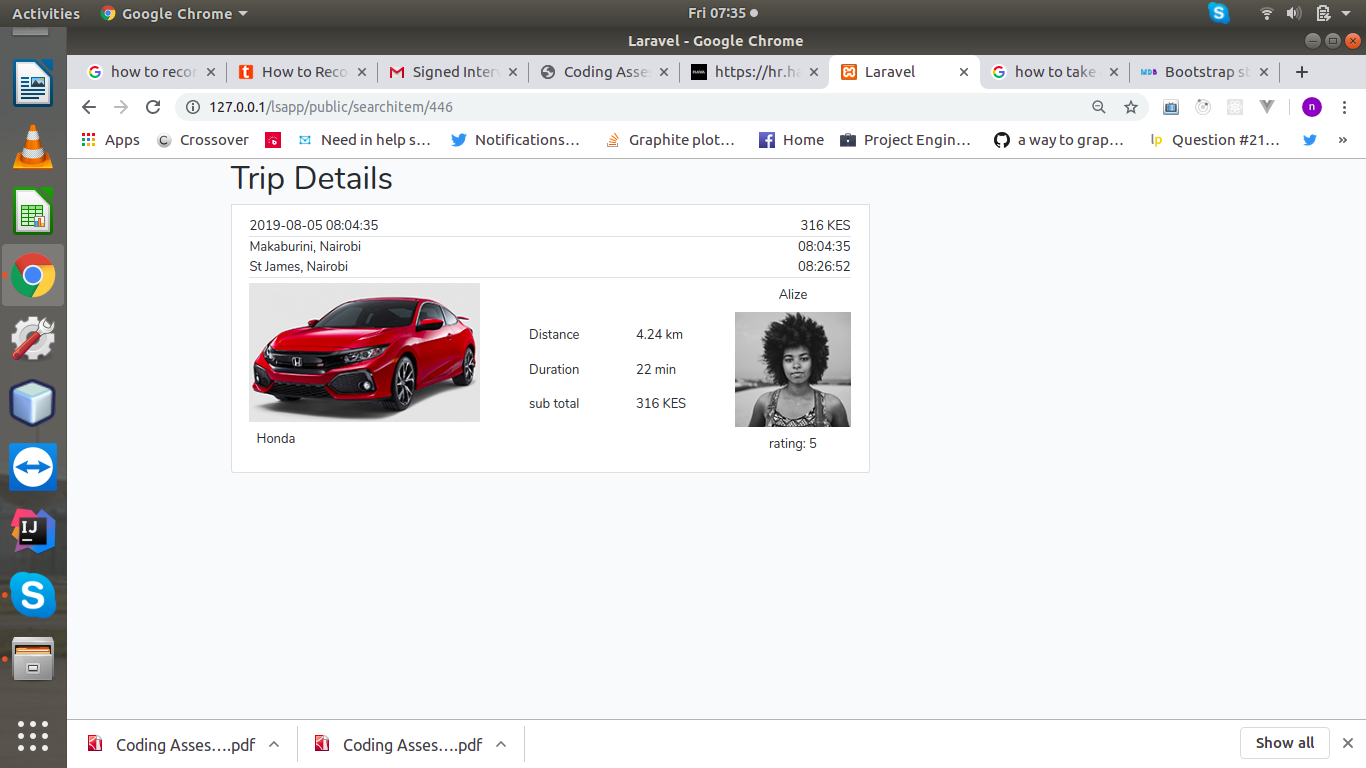 Activities Google Chrome Fri 07:35
Laravel - Google Chrome
how to recor How to Reco Signed Inter Coding Asse https://hr.ha Laravel how to take Bootstrap st
127.0.0.1/lsapp/public/searchitem/446 n
Apps Crossover Need in help s... Notifications... Graphite plot... Home Project Engin... a way to grap... lp Question #21... »
Trip Details
2019-08-05 08:04:35 316 KES
Makaburini, Nairobi 08:04:35
St James, Nairobi 08:26:52
Alize
Distance 4.24 km
Duration 22 min
sub total 316 KES
Honda
rating: 5
Coding Asses....pdf Coding Asses....pdf Show all